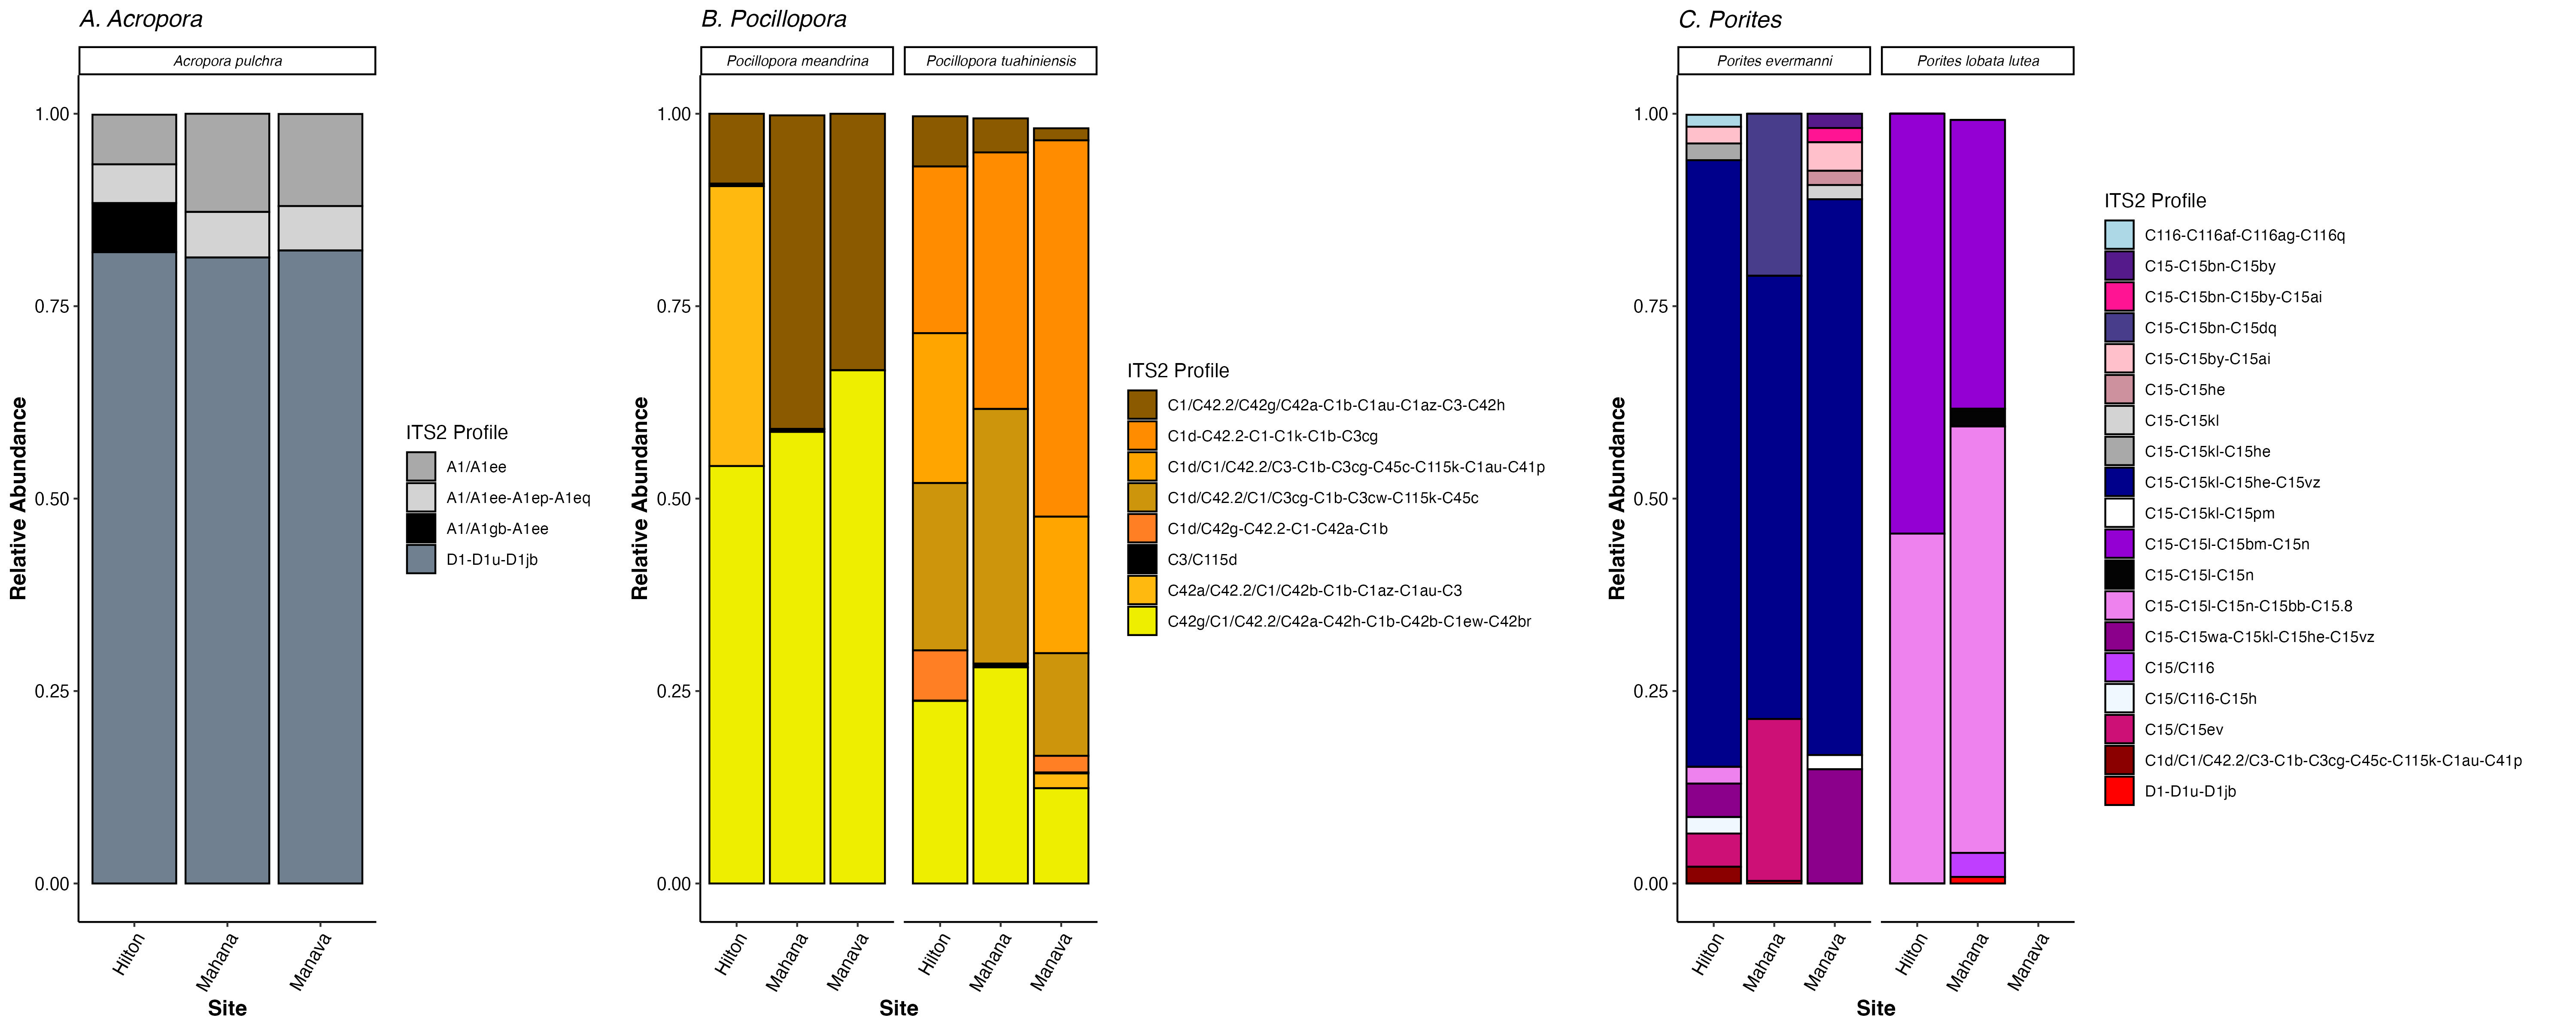 A. Acropora
Acropora pulchra
1.00
0.75
0.50
0.25
0.00
Relative Abundance
Hilton
Mahana
Manava
Site
ITS2 Profile
A1/A1ee
A1/A1ee-A1ep-A1eq
A1/A1gb-A1ee
D1-D1u-D1jb
B. Pocillopora
Pocillopora meandrina
Pocillopora tuahiniensis
1.00
0.75
0.50
0.25
0.00
Relative Abundance
Hilton
Mahana
Manava
Hilton
Mahana
Manava
Site
ITS2 Profile
C1/C42.2/C42g/C42a-C1b-C1au-C1az-C3-C42h
C1d-C42.2-C1-C1k-C1b-C3cg
C1d/C1/C42.2/C3-C1b-C3cg-C45c-C115k-C1au-C41p
C1d/C42.2/C1/C3cg-C1b-C3cw-C115k-C45c
C1d/C42g-C42.2-C1-C42a-C1b
C3/C115d
C42a/C42.2/C1/C42b-C1b-C1az-C1au-C3
C42g/C1/C42.2/C42a-C42h-C1b-C42b-C1ew-C42br
C. Porites
Porites evermanni
Porites lobata lutea
1.00
0.75
0.50
0.25
0.00
Relative Abundance
Hilton
Mahana
Manava
Hilton
Mahana
Manava
Site
ITS2 Profile
C116-C116af-C116ag-C116q
C15-C15bn-C15by
C15-C15bn-C15by-C15ai
C15-C15bn-C15dq
C15-C15by-C15ai
C15-C15he
C15-C15kl
C15-C15kl-C15he
C15-C15kl-C15he-C15vz
C15-C15kl-C15pm
C15-C15l-C15bm-C15n
C15-C15l-C15n
C15-C15l-C15n-C15bb-C15.8
C15-C15wa-C15kl-C15he-C15vz
C15/C116
C15/C116-C15h
C15/C15ev
C1d/C1/C42.2/C3-C1b-C3cg-C45c-C115k-C1au-C41p
D1-D1u-D1jb